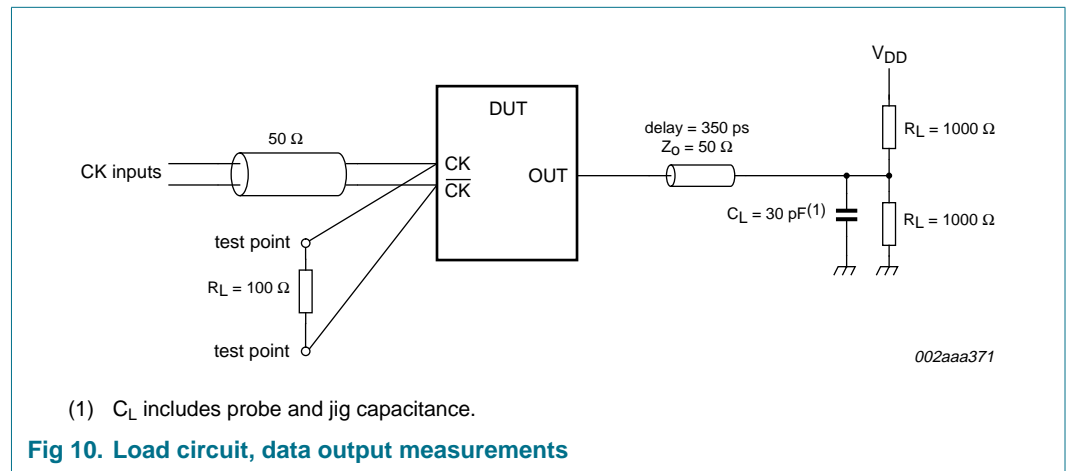 V_DD
DUT
50 Ω
delay = 350 ps
Z_o = 50 Ω
R_L = 1000 Ω
CK inputs
CK
C̅K̅
OUT
C_L = 30 pF(1)
R_L = 1000 Ω
test point
R_L = 100 Ω
test point
002aaa371
(1) C_L includes probe and jig capacitance.
Fig 10. Load circuit, data output measurements